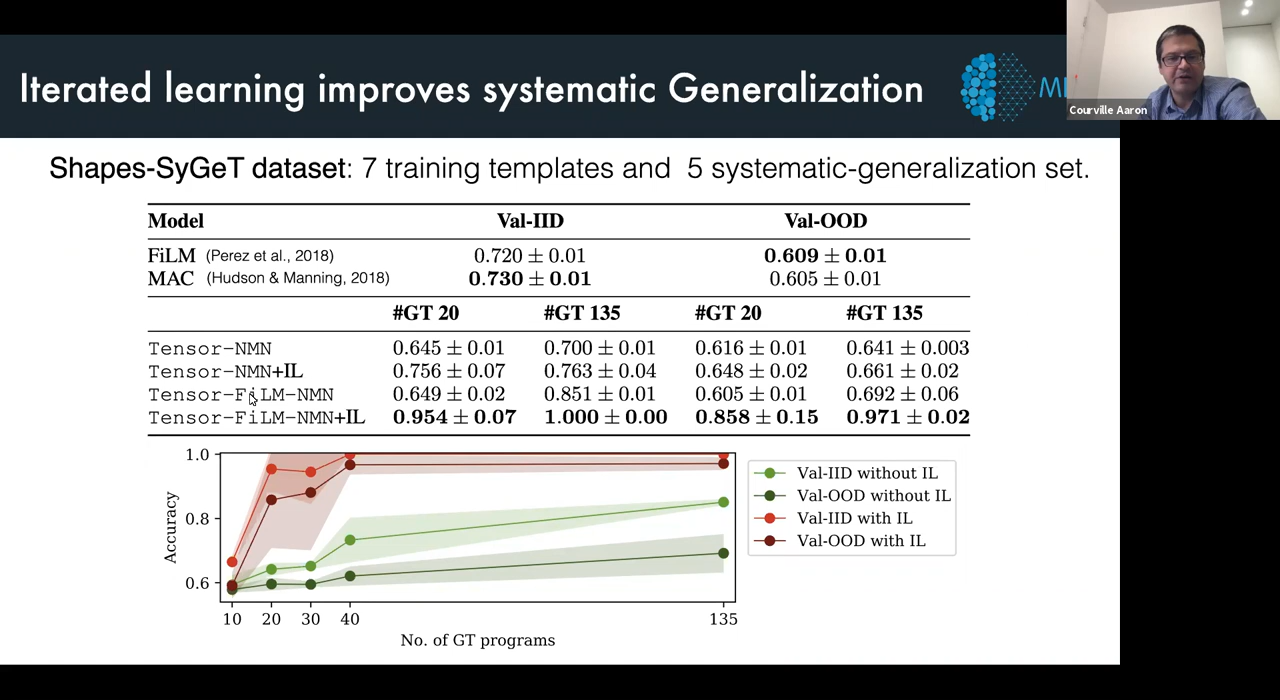 Iterated learning improves systematic Generalization
Courville Aaron
Shapes-SyGeT dataset: 7 training templates and 5 systematic-generalization set.
Model Val-IID Val-OOD
FiLM (Perez et al., 2018) 0.720 ± 0.01 0.609 ± 0.01
MAC (Hudson & Manning, 2018) 0.730 ± 0.01 0.605 ± 0.01
#GT 20 #GT 135 #GT 20 #GT 135
Tensor-NMN 0.645 ± 0.01 0.700 ± 0.01 0.616 ± 0.01 0.641 ± 0.003
Tensor-NMN+IL 0.756 ± 0.07 0.763 ± 0.04 0.648 ± 0.02 0.661 ± 0.02
Tensor-FiLM-NMN 0.649 ± 0.02 0.851 ± 0.01 0.605 ± 0.01 0.692 ± 0.06
Tensor-FiLM-NMN+IL 0.954 ± 0.07 1.000 ± 0.00 0.858 ± 0.15 0.971 ± 0.02
1.0
0.8
0.6
Accuracy
10 20 30 40 135
No. of GT programs
Val-IID without IL
Val-OOD without IL
Val-IID with IL
Val-OOD with IL